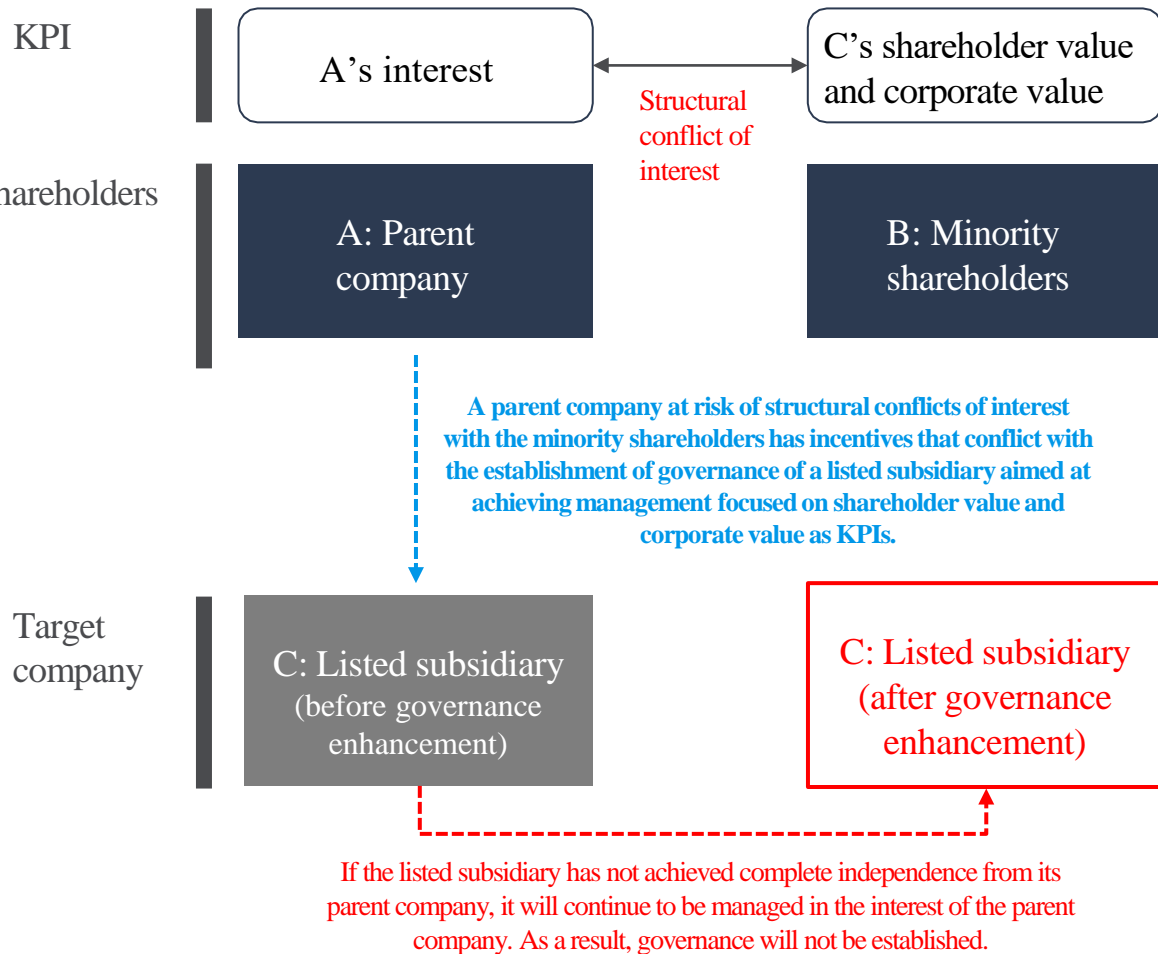 KPI
A's interest
C's shareholder value
and corporate value
Structural
conflict of
interest
hareholders
A: Parent
company
B: Minority
shareholders
A parent company at risk of structural conflicts of interest
with the minority shareholders has incentives that conflict with
the establishment of governance of a listed subsidiary aimed at
achieving management focused on shareholder value and
corporate value as KPIs.
Target
company
C: Listed subsidiary
(before governance
enhancement)
C: Listed subsidiary
(after governance
enhancement)
If the listed subsidiary has not achieved complete independence from its
parent company, it will continue to be managed in the interest of the parent
company. As a result, governance will not be established.